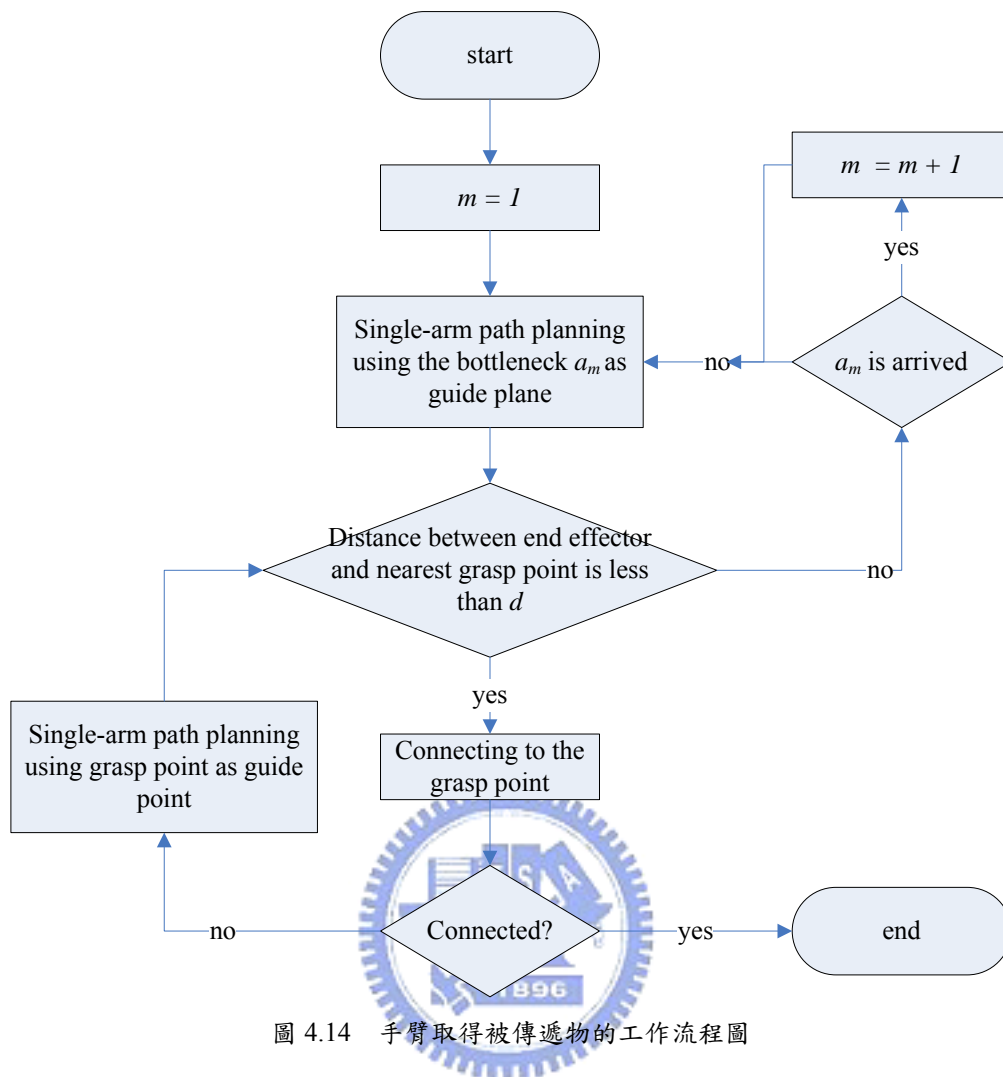 start
m = 1
m = m + 1
yes
Single-arm path planning
using the bottleneck aₘ as
guide plane
no
aₘ is arrived
Distance between end effector
and nearest grasp point is less
than d
no
yes
Single-arm path planning
using grasp point as guide
point
Connecting to the
grasp point
S A
no
Connected?
yes
end
1896
圖 4.14 手臂取得被傳遞物的工作流程圖